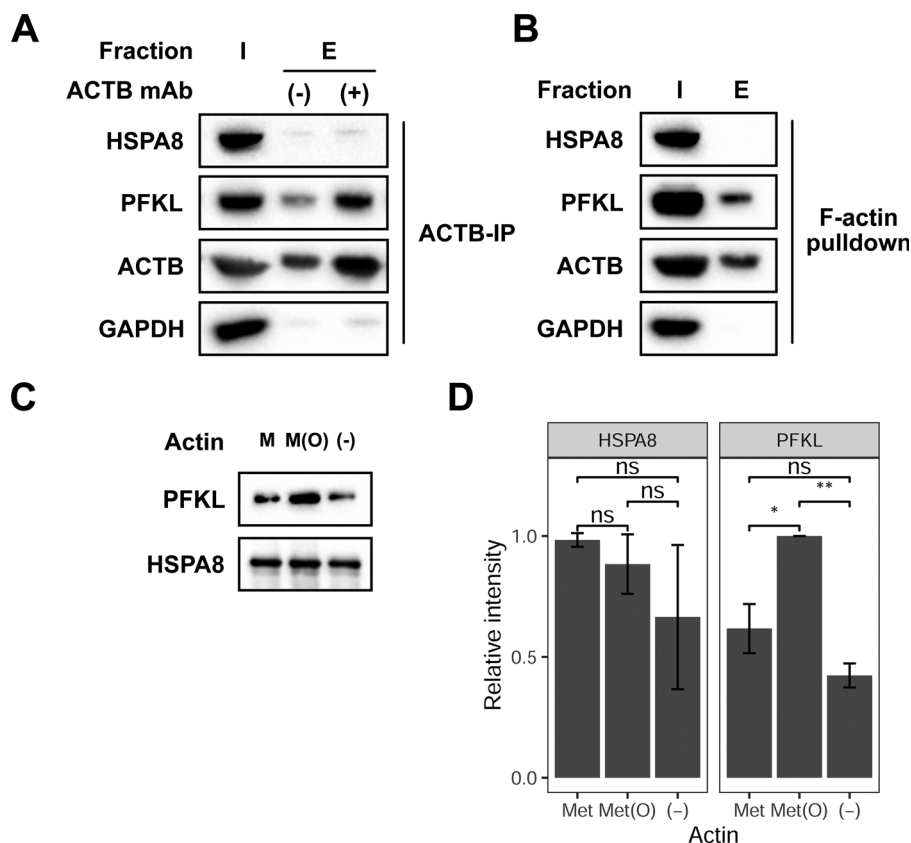 A
Fraction I E
ACTB mAb (-) (+)
HSPA8
PFKL
ACTB
GAPDH
ACTB-IP
B
Fraction I E
HSPA8
PFKL
ACTB
GAPDH
F-actin
pulldown
C
Actin M M(O) (-)
PFKL
HSPA8
D
HSPA8 PFKL
ns ns
ns **
ns *
1.0
0.5
0.0
Relative intensity
Met Met(O) (−) Met Met(O) (−)
Actin